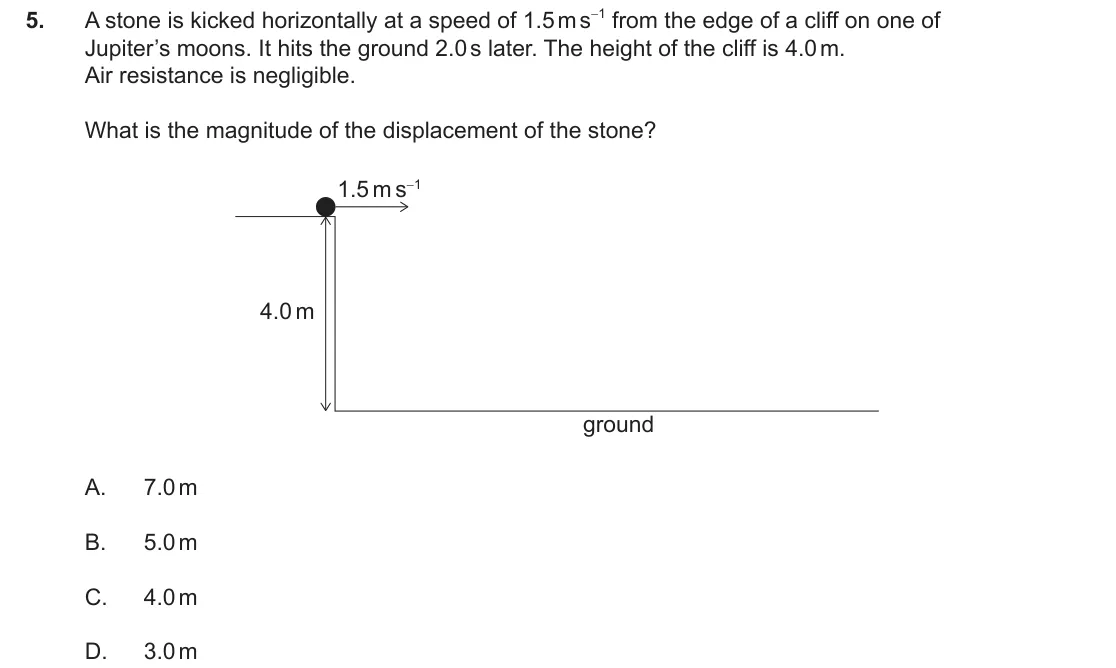 5. A stone is kicked horizontally at a speed of 1.5 m s⁻¹ from the edge of a cliff on one of
Jupiter’s moons. It hits the ground 2.0 s later. The height of the cliff is 4.0 m.
Air resistance is negligible.
What is the magnitude of the displacement of the stone?
1.5 m s⁻¹
4.0 m
ground
A. 7.0 m
B. 5.0 m
C. 4.0 m
D. 3.0 m